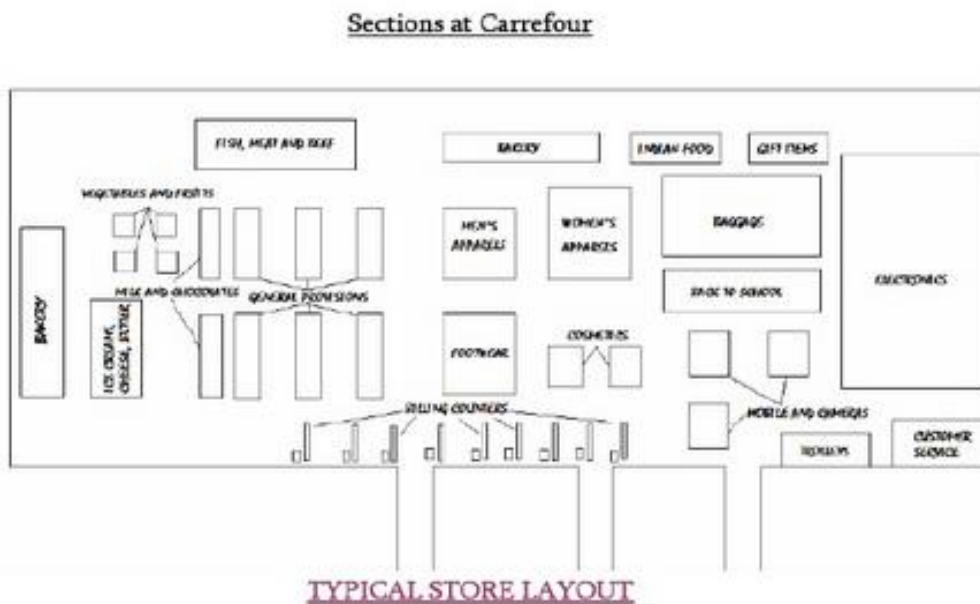 Sections at Carrefour
FISH, MEAT AND BEEF
BAKERY
INDIAN FOOD
GIFT ITEMS
VEGETABLES AND FRUITS
MEN'S
APPARELS
WOMEN'S
APPARELS
BAGGAGE
ELECTRONICS
MILK AND CHOCOLATES
GENERAL PROVISIONS
BACK TO SCHOOL
BAKERY
ICE CREAM,
CHEESE, BUTTER,
FOOTWEAR
COSMETICS
BILLING COUNTERS
MOBILE AND CAMERAS
TROLLEYS
CUSTOMER
SERVICE
TYPICAL STORE LAYOUT